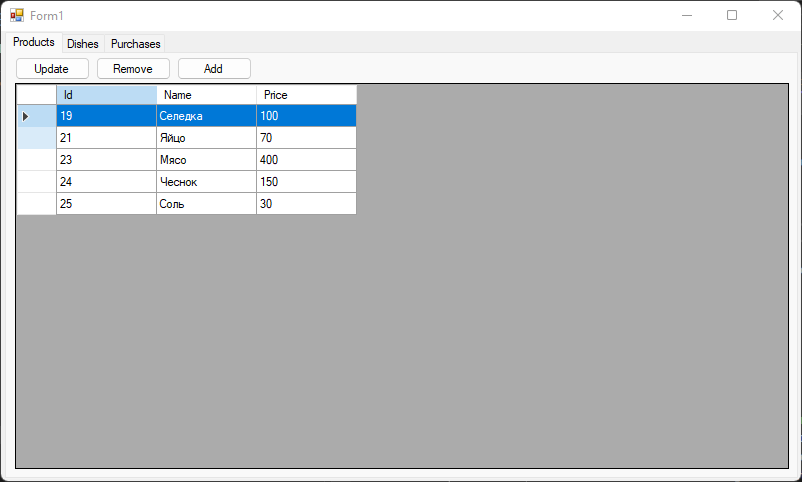 Form1
Products Dishes Purchases
Update Remove Add
Id Name Price
19 Селедка 100
21 Яйцо 70
23 Мясо 400
24 Чеснок 150
25 Соль 30